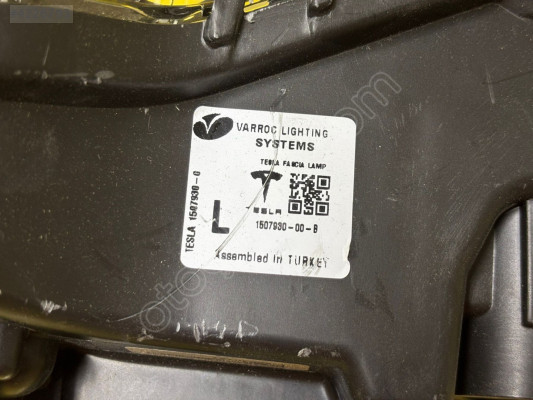 VARROC LIGHTING
SYSTEMS
TESLA FASCIA LAMP
TESLA
L
1507930-00-B
Assembled in TURKEY
TESLA 1507930-0